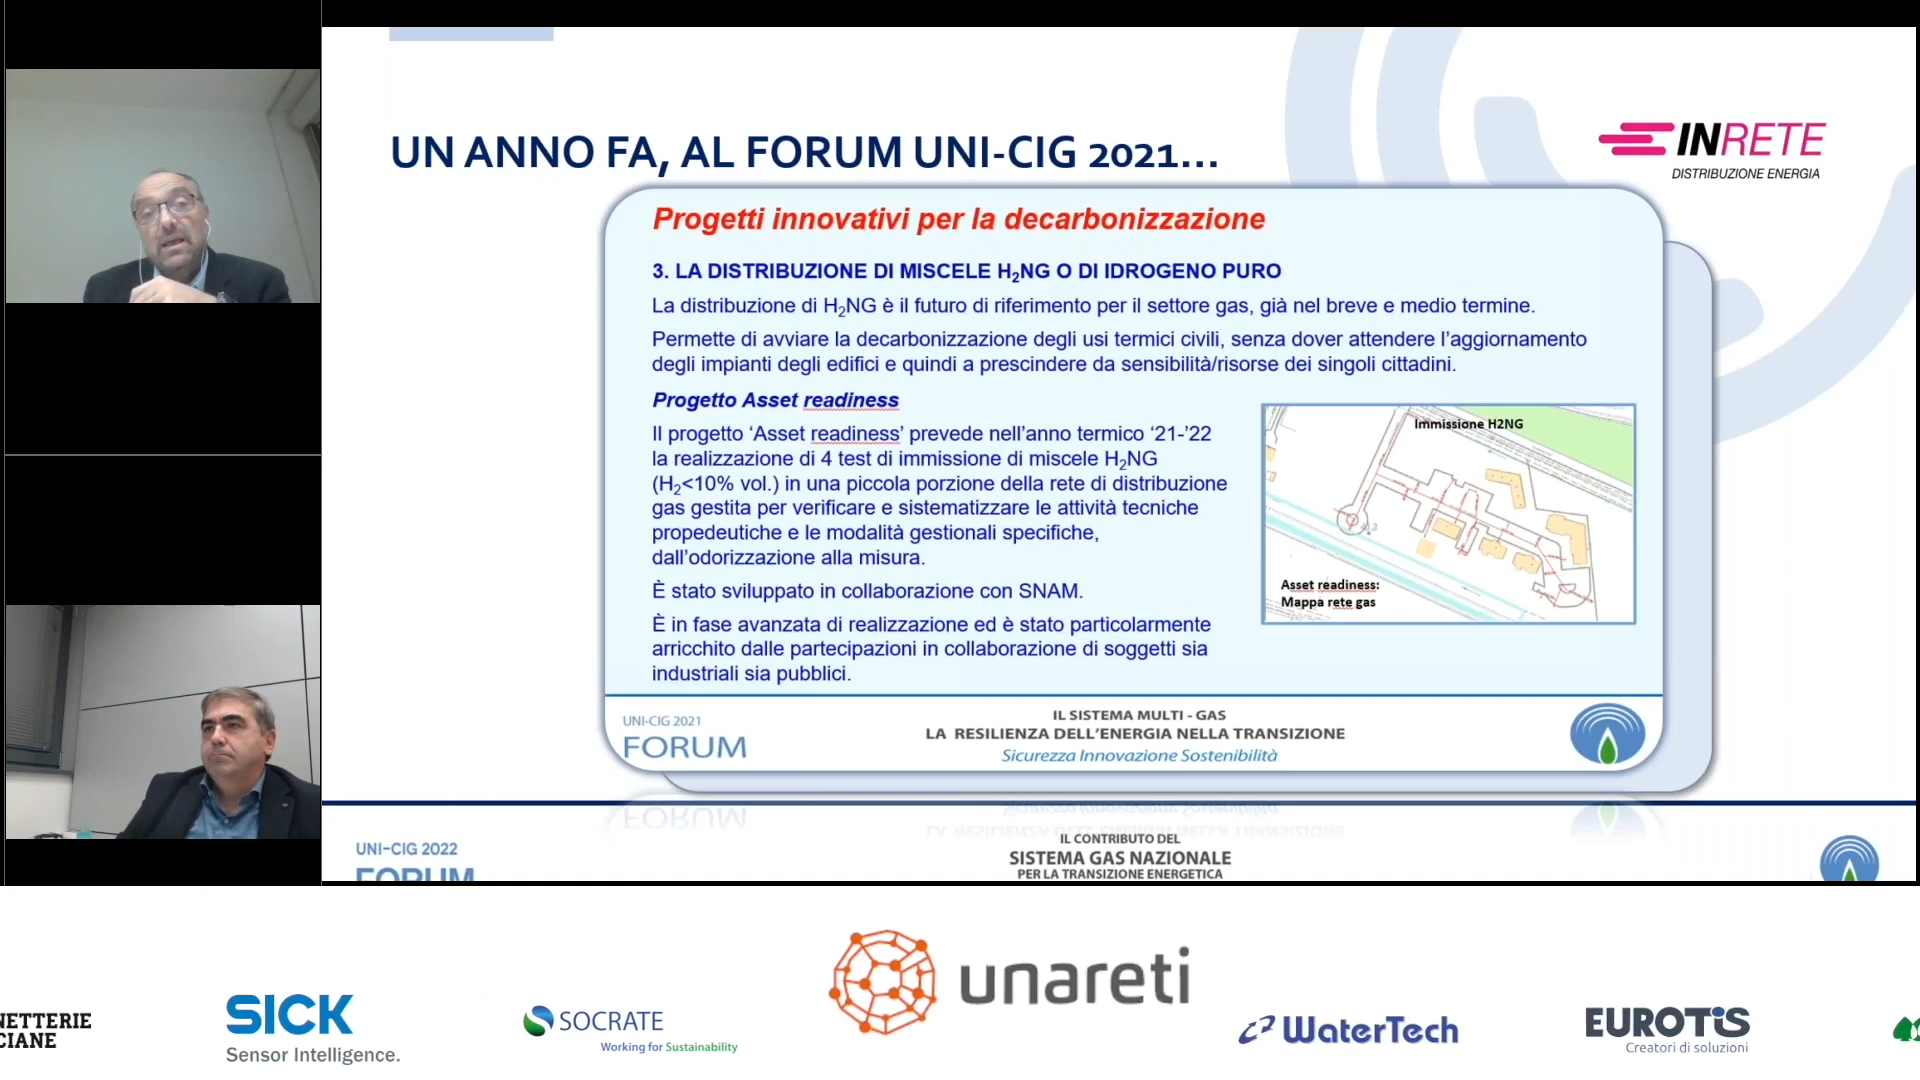 UN ANNO FA, AL FORUM UNI-CIG 2021...
INRETE
DISTRIBUZIONE ENERGIA
Progetti innovativi per la decarbonizzazione
3. LA DISTRIBUZIONE DI MISCELE H₂NG O DI IDROGENO PURO
La distribuzione di H₂NG è il futuro di riferimento per il settore gas, già nel breve e medio termine.
Permette di avviare la decarbonizzazione degli usi termici civili, senza dover attendere l’aggiornamento
degli impianti degli edifici e quindi a prescindere da sensibilità/risorse dei singoli cittadini.
Progetto Asset readiness
Il progetto ‘Asset readiness’ prevede nell’anno termico ‘21-’22
la realizzazione di 4 test di immissione di miscele H₂NG
(H₂<10% vol.) in una piccola porzione della rete di distribuzione
gas gestita per verificare e sistematizzare le attività tecniche
propedeutiche e le modalità gestionali specifiche,
dall’odorizzazione alla misura.
È stato sviluppato in collaborazione con SNAM.
È in fase avanzata di realizzazione ed è stato particolarmente
arricchito dalle partecipazioni in collaborazione di soggetti sia
industriali sia pubblici.
Immissione H2NG
Asset readiness:
Mappa rete gas
UNI-CIG 2021
FORUM
IL SISTEMA MULTI - GAS
LA RESILIENZA DELL’ENERGIA NELLA TRANSIZIONE
Sicurezza Innovazione Sostenibilità
UNI-CIG 2022
FORUM
IL CONTRIBUTO DEL
SISTEMA GAS NAZIONALE
PER LA TRANSIZIONE ENERGETICA
NETTERIE
CIANE
SICK
Sensor Intelligence.
SOCRATE
Working for Sustainability
unareti
WaterTech
EUROTIS
Creatori di soluzioni